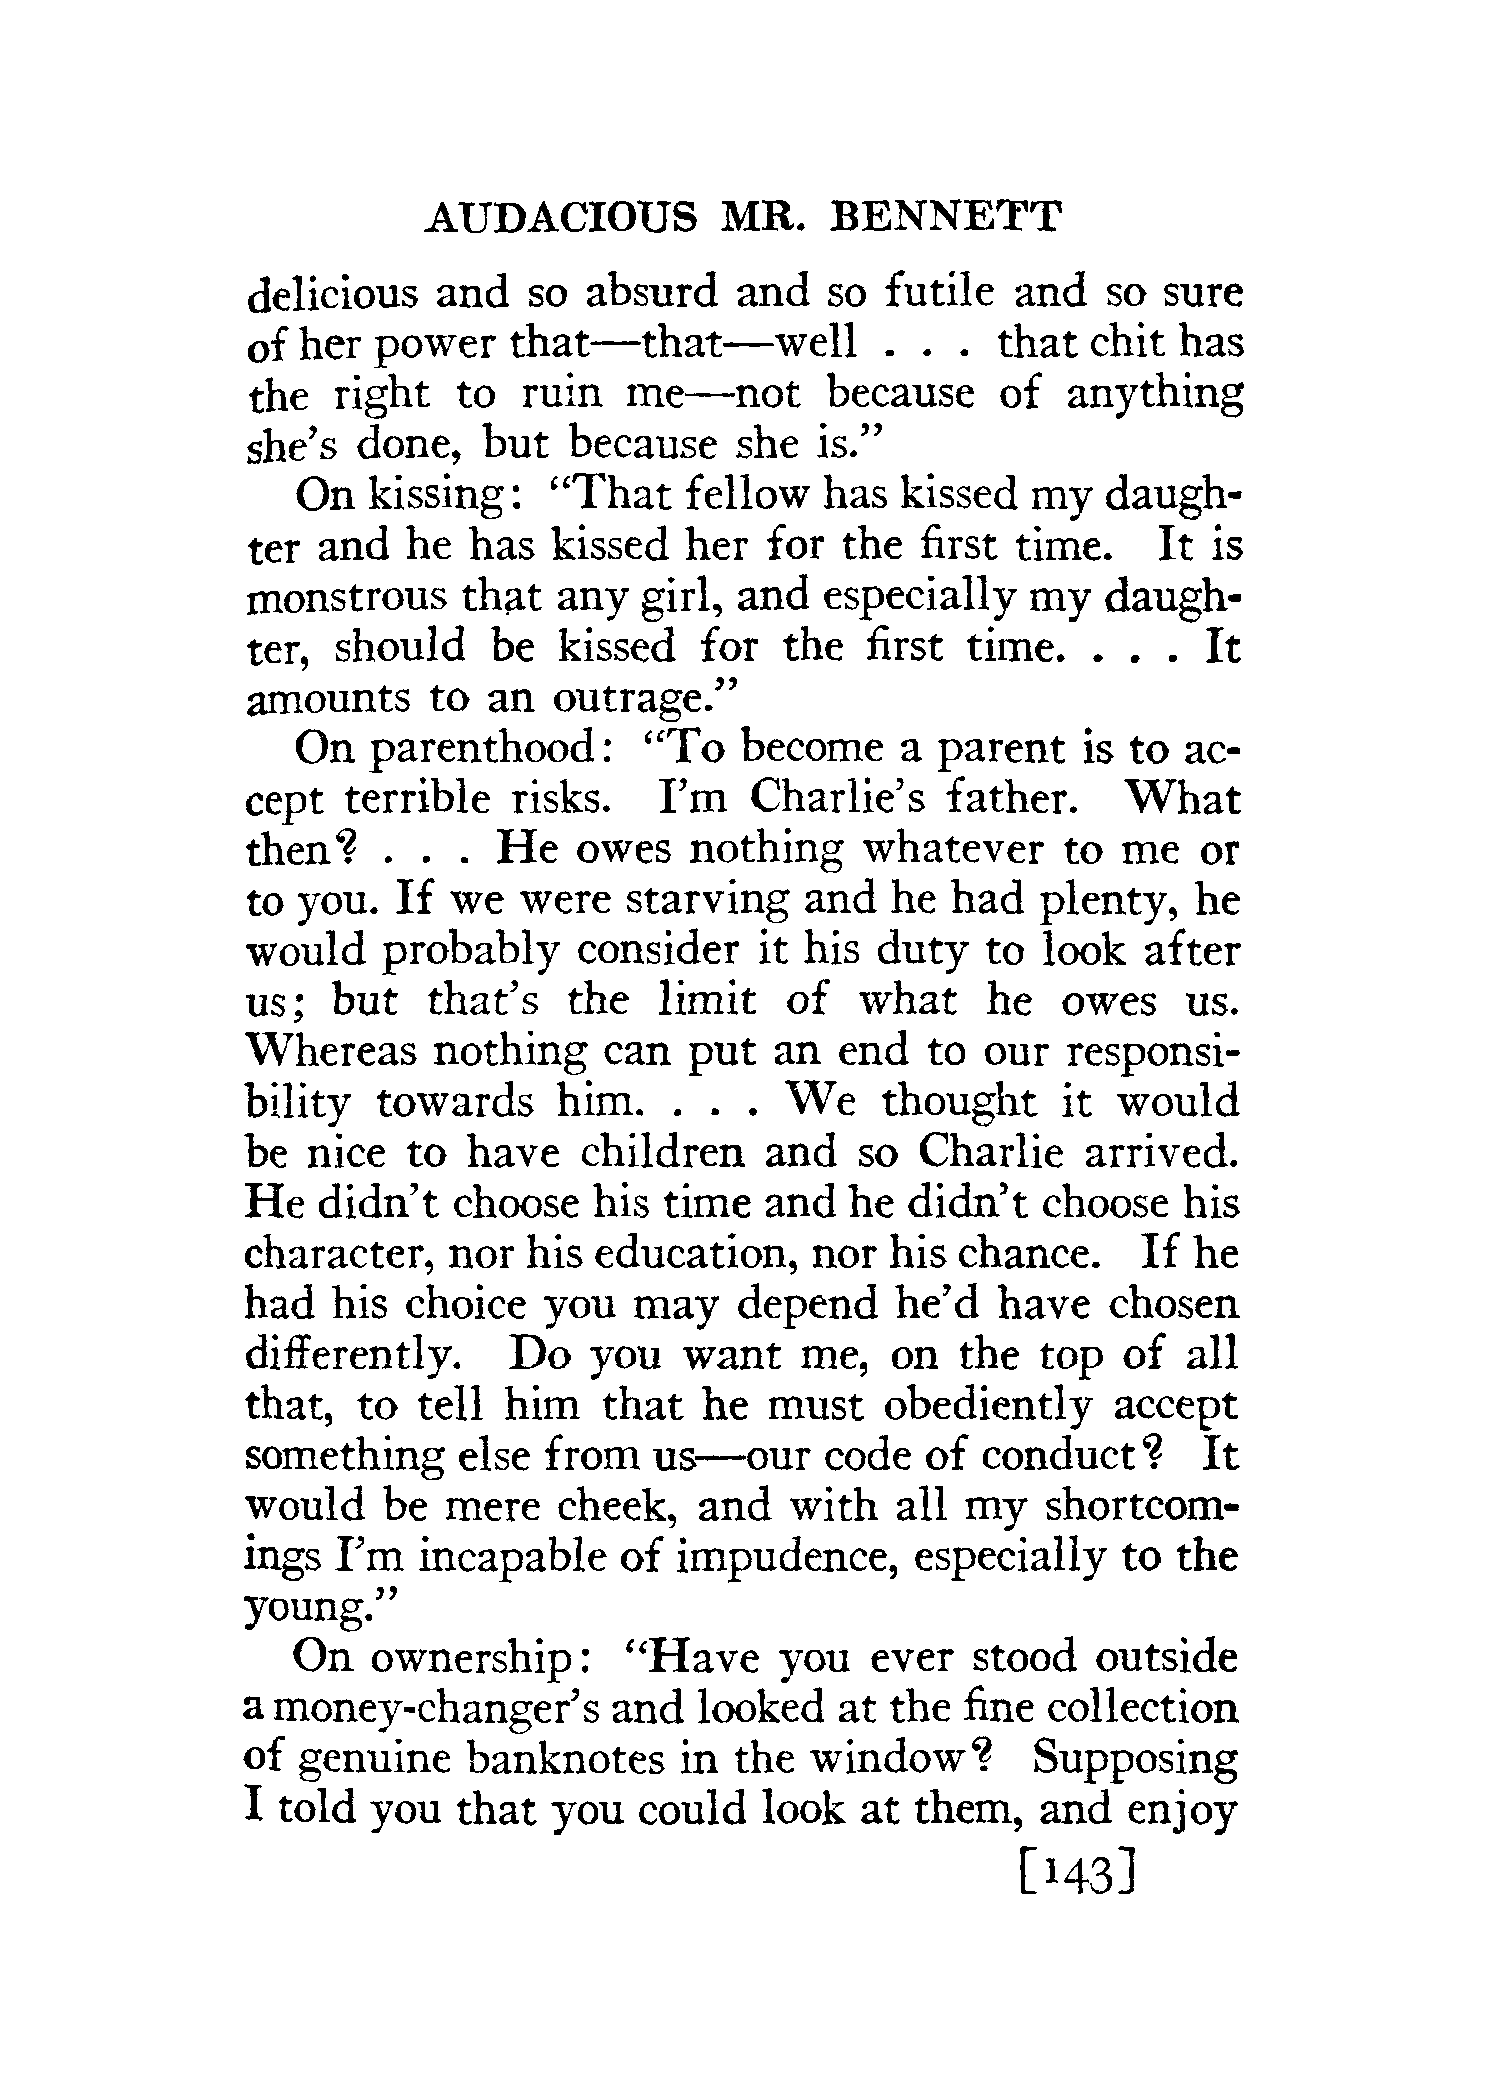 AUDACIOUS MR. BENNETT
delicious and so absurd and so futile and so sure
of her power that—that—well . . . that chit has
the right to ruin me—not because of anything
she's done, but because she is."
On kissing: "That fellow has kissed my daugh-
ter and he has kissed her for the first time. It is
monstrous that any girl, and especially my daugh-
ter, should be kissed for the first time. . . . It
amounts to an outrage."
On parenthood: "To become a parent is to ac-
cept terrible risks. I'm Charlie's father. What
then? . . . He owes nothing whatever to me or
to you. If we were starving and he had plenty, he
would probably consider it his duty to look after
us; but that's the limit of what he owes us.
Whereas nothing can put an end to our responsi-
bility towards him. . . . We thought it would
be nice to have children and so Charlie arrived.
He didn't choose his time and he didn't choose his
character, nor his education, nor his chance. If he
had his choice you may depend he'd have chosen
differently. Do you want me, on the top of all
that, to tell him that he must obediently accept
something else from us—our code of conduct? It
would be mere cheek, and with all my shortcom-
ings I'm incapable of impudence, especially to the
young."
On ownership: "Have you ever stood outside
a money-changer's and looked at the fine collection
of genuine banknotes in the window? Supposing
I told you that you could look at them, and enjoy
[143]